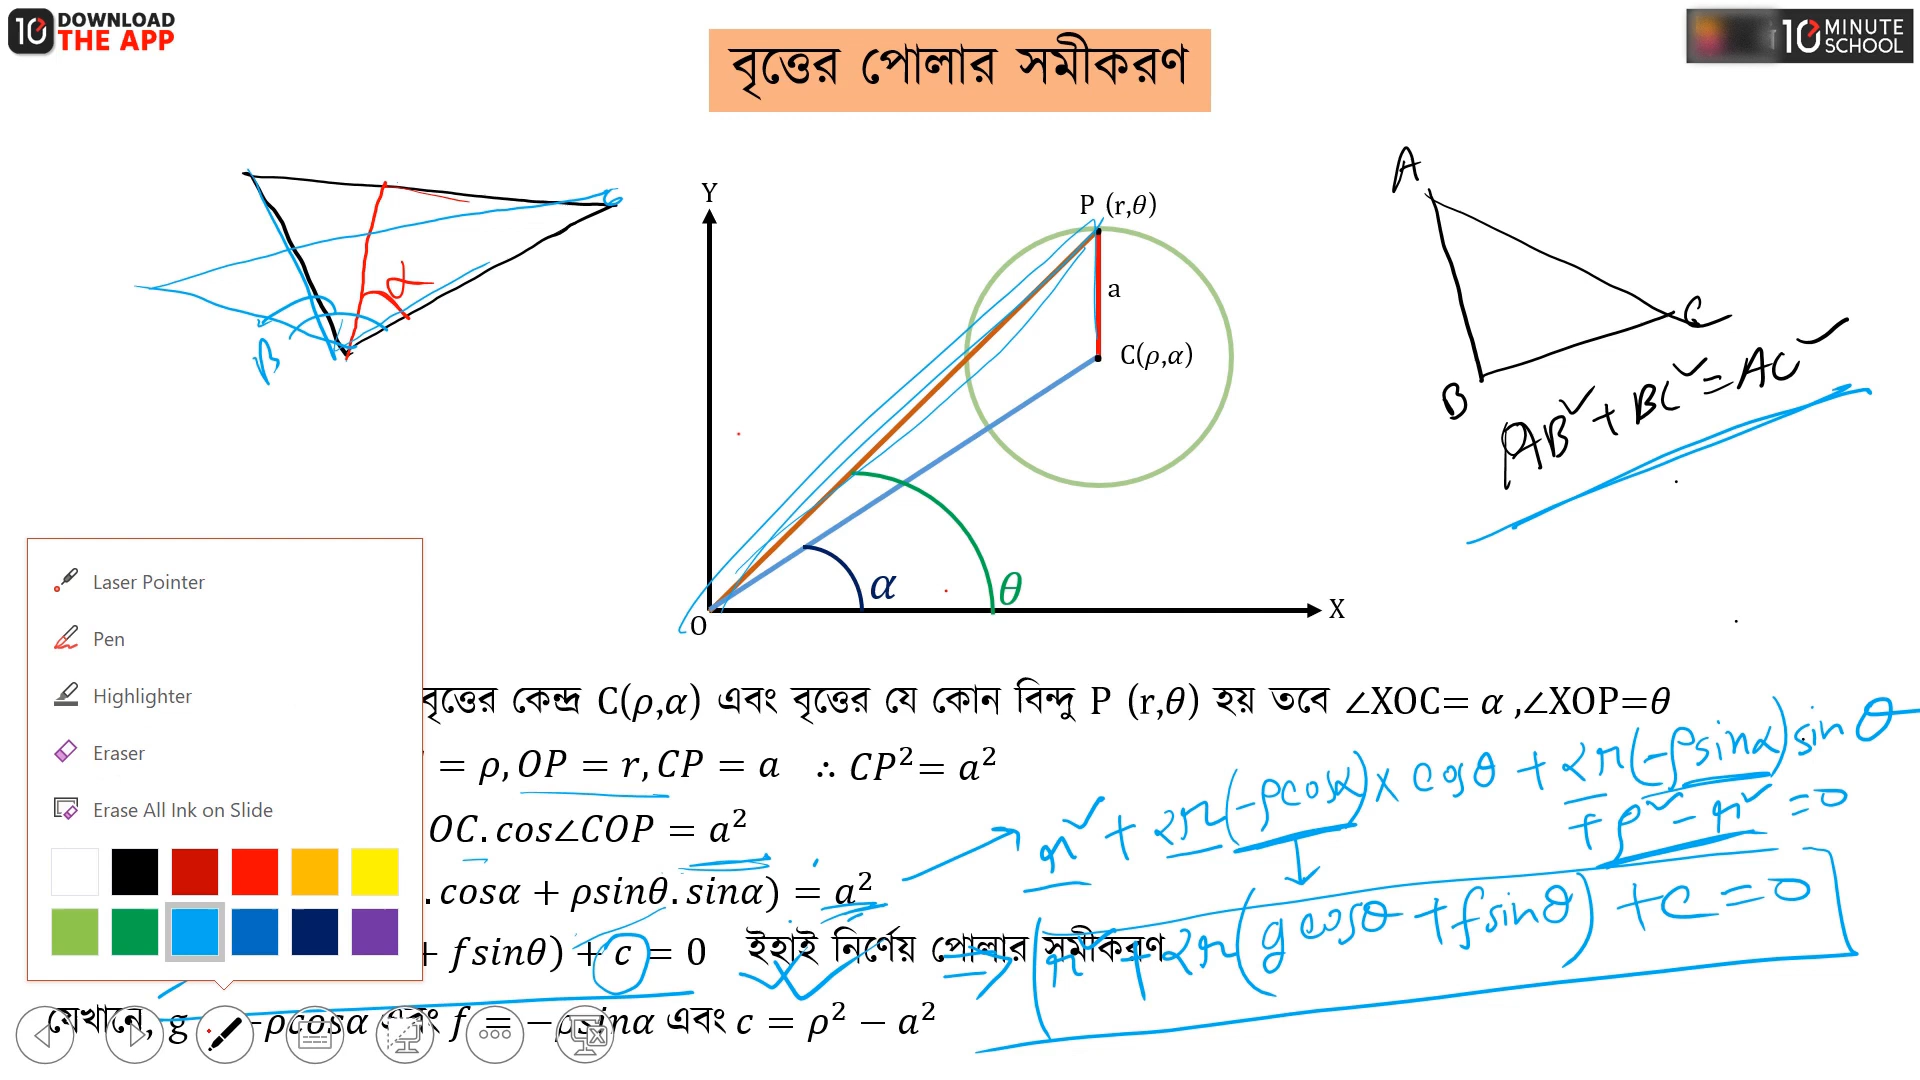 DOWNLOAD
THE APP
10 MINUTE
SCHOOL
বৃত্তের পোলার সমীকরণ
Y
P (r,θ)
a
C(ρ,α)
α
θ
X
O
α
β
A
B
C
AB² + BC² = AC²
Laser Pointer
Pen
Highlighter
Eraser
Erase All Ink on Slide
বৃত্তের কেন্দ্র C(ρ,α) এবং বৃত্তের যে কোন বিন্দু P (r,θ) হয় তবে ∠XOC= α ,∠XOP=θ
= ρ, OP = r, CP = a ∴ CP²= a²
OC. cos∠COP = a²
. cosα + ρsinθ. sinα) = a²
+ fsinθ) + c = 0 ইহাই নির্ণেয় পোলার সমীকরণ
যেখানে, g -ρcosα এবং f = −ρsinα এবং c = ρ² − a²
r² + 2r(-ρcosα) × cosθ + 2r(-ρsinα) sinθ
+ ρ² - r² = 0
⇒ r² + 2r(gcosθ + fsinθ) + c = 0